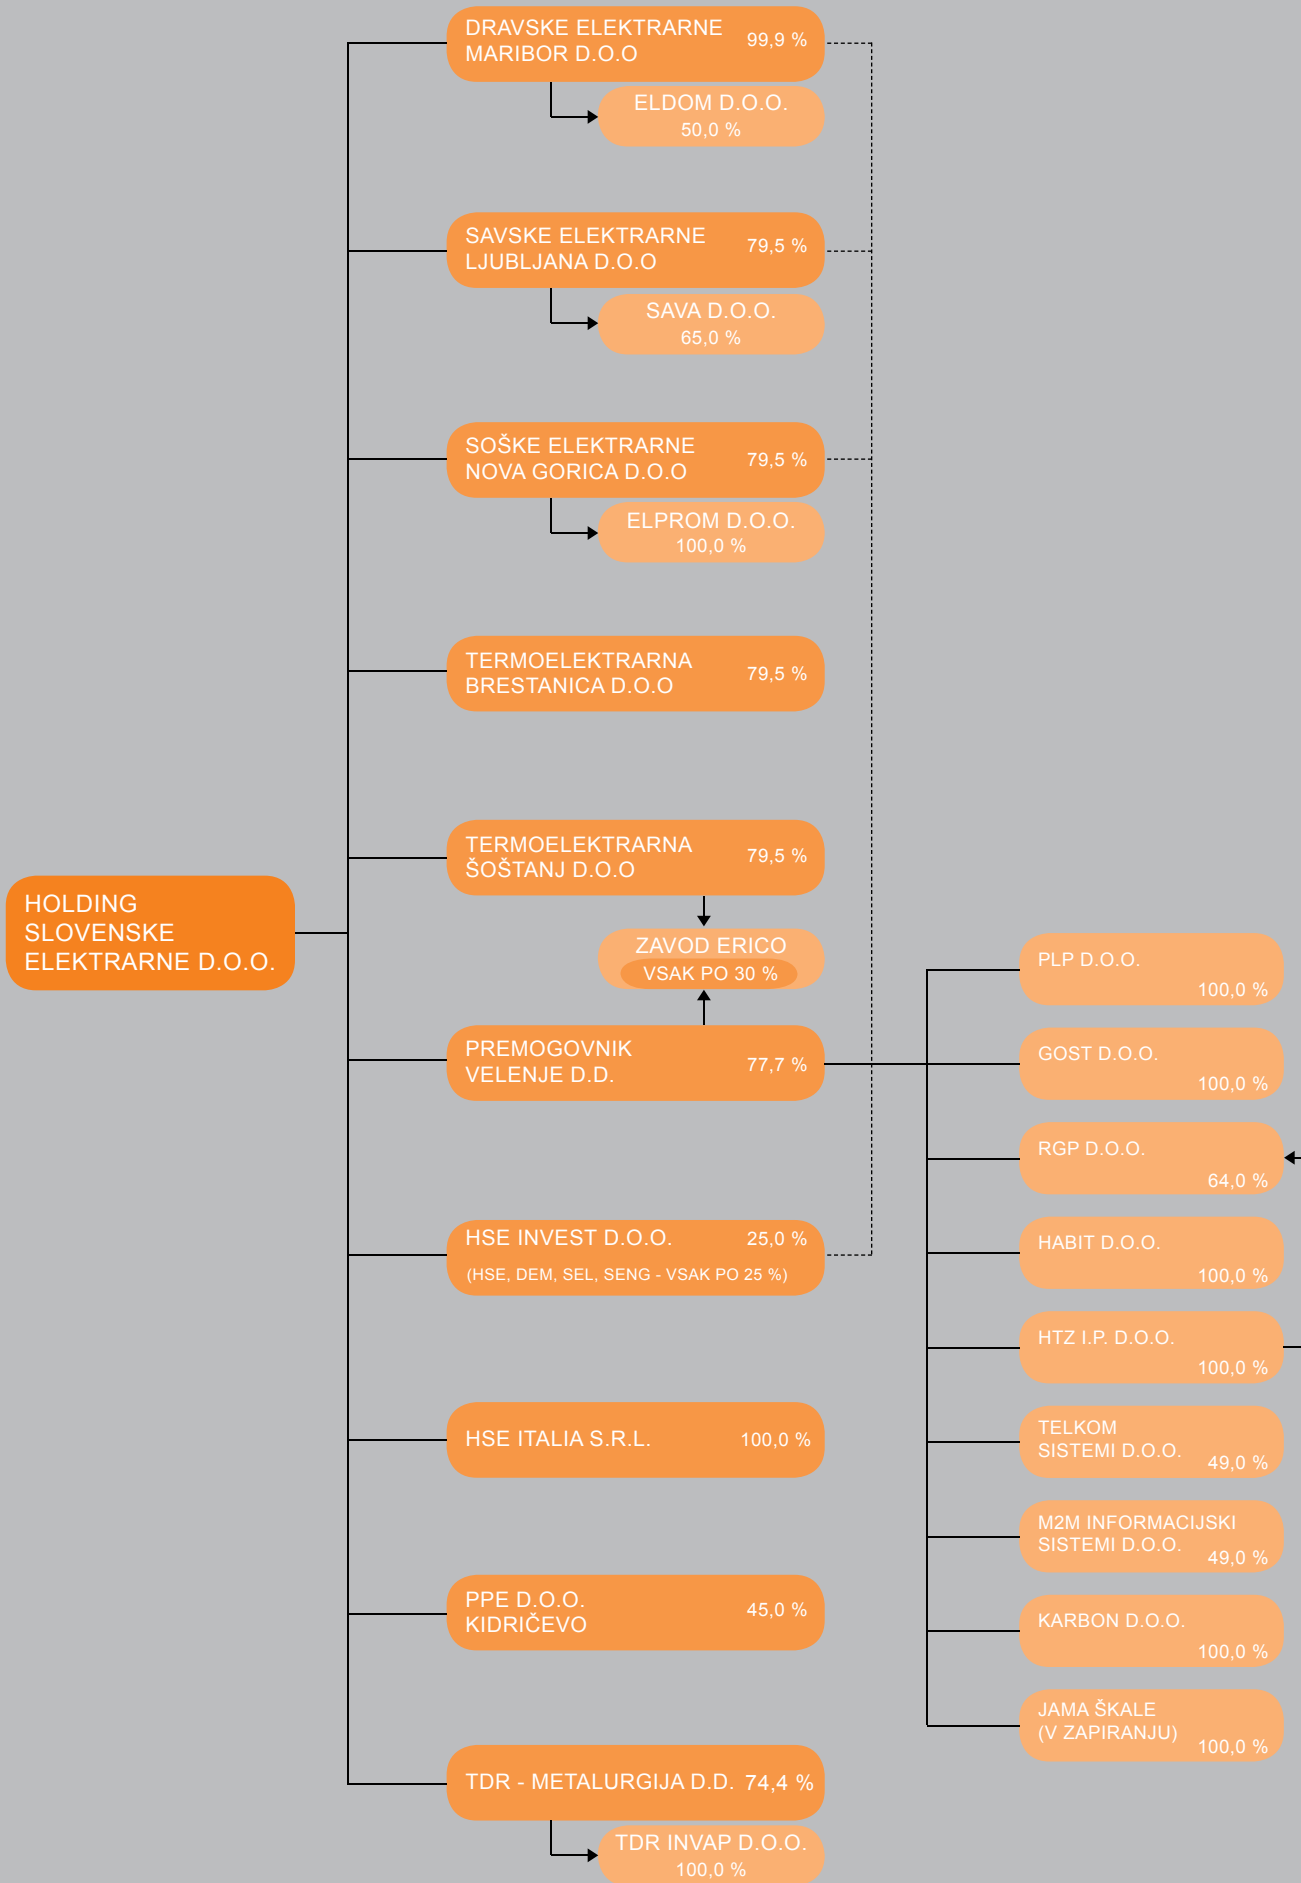 DRAVSKE ELEKTRARNE
MARIBOR D.O.O
99,9 %
ELDOM D.O.O.
50,0 %
SAVSKE ELEKTRARNE
LJUBLJANA D.O.O
79,5 %
SAVA D.O.O.
65,0 %
SOŠKE ELEKTRARNE
NOVA GORICA D.O.O
79,5 %
ELPROM D.O.O.
100,0 %
TERMOELEKTRARNA
BRESTANICA D.O.O
79,5 %
TERMOELEKTRARNA
ŠOŠTANJ D.O.O
79,5 %
HOLDING
SLOVENSKE
ELEKTRARNE D.O.O.
ZAVOD ERICO
VSAK PO 30 %
PREMOGOVNIK
VELENJE D.D.
77,7 %
HSE INVEST D.O.O. 25,0 %
(HSE, DEM, SEL, SENG - VSAK PO 25 %)
HSE ITALIA S.R.L. 100,0 %
PPE D.O.O.
KIDRIČEVO
45,0 %
TDR - METALURGIJA D.D. 74,4 %
TDR INVAP D.O.O.
100,0 %
PLP D.O.O.
100,0 %
GOST D.O.O.
100,0 %
RGP D.O.O.
64,0 %
HABIT D.O.O.
100,0 %
HTZ I.P. D.O.O.
100,0 %
TELKOM
SISTEMI D.O.O.
49,0 %
M2M INFORMACIJSKI
SISTEMI D.O.O.
49,0 %
KARBON D.O.O.
100,0 %
JAMA ŠKALE
(V ZAPIRANJU)
100,0 %